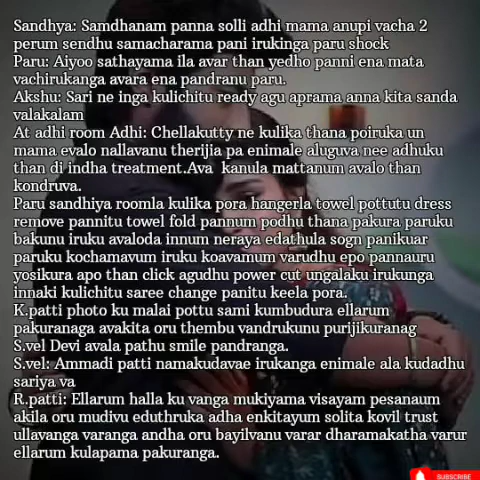 Sandhya: Samdhanam panna solli adhi mama anupi vacha 2
perum sendhu samacharama pani irukinga paru shock
Paru: Aiyoo sathayama ila avar than yedho panni ena mata
vachirukanga avara ena pandranu paru.
Akshu: Sari ne inga kulichitu ready agu aprama anna kita sanda
valakalam
At adhi room Adhi: Chellakutty ne kulika thana poiruka un
mama evalo nallavanu therijia pa enimale aluguva nee adhuku
than di indha treatment.Ava  kanula mattanum avalo than
kondruva.
Paru sandhiya roomla kulika pora hangerla towel pottutu dress
remove pannitu towel fold pannum podhu thana pakura paruku
bakunu iruku avaloda innum neraya edathula sogn panikuar
paruku kochamavum iruku koavamum varudhu epo pannauru
yosikura apo than click agudhu power cut ungalaku irukunga
innaki kulichitu saree change panitu keela pora.
K.patti photo ku malai pottu sami kumbudura ellarum
pakuranaga avakita oru thembu vandrukunu purijikuranag
S.vel Devi avala pathu smile pandranga.
S.vel: Ammadi patti namakudavae irukanga enimale ala kudadhu
sariya va
R.patti: Ellarum halla ku vanga mukiyama visayam pesanaum
akila oru mudivu eduthruka adha enkitayum solita kovil trust
ullavanga varanga andha oru bayilvanu varar dharamakatha varur
ellarum kulapama pakuranga.
SUBSCRIBE